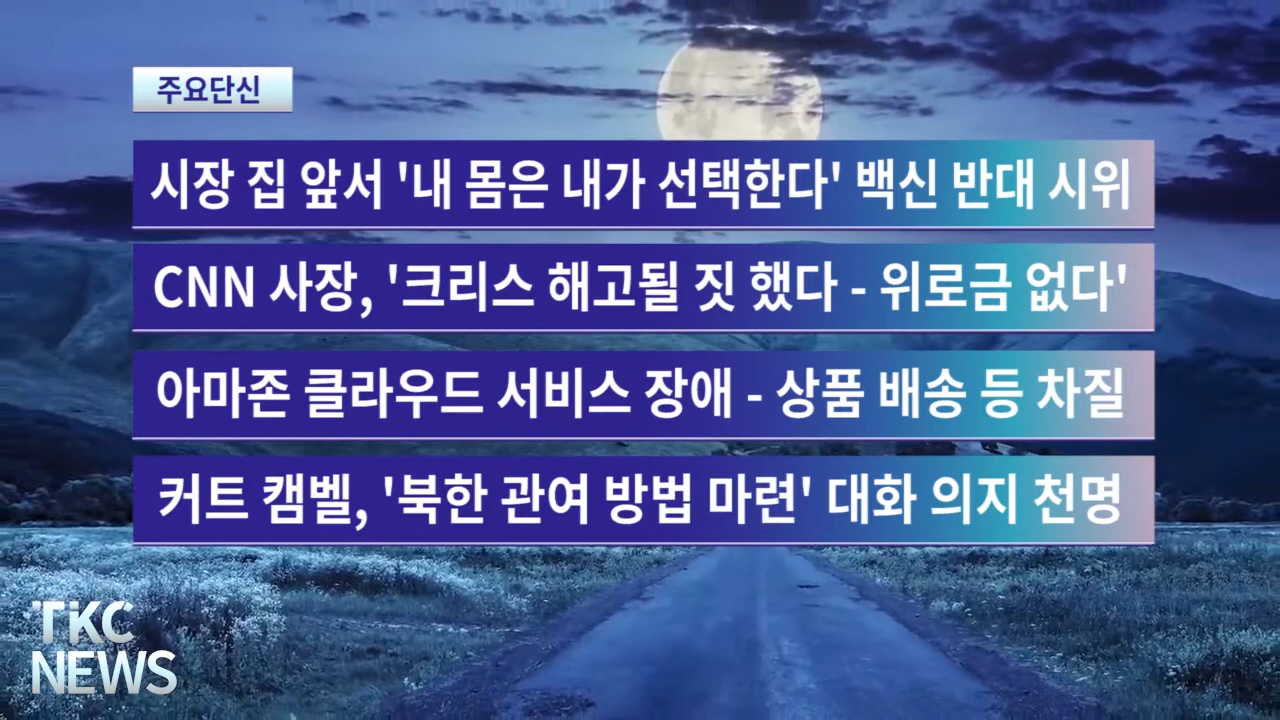 주요단신
시장 집 앞서 '내 몸은 내가 선택한다' 백신 반대 시위
CNN 사장, '크리스 해고될 짓 했다 - 위로금 없다'
아마존 클라우드 서비스 장애 - 상품 배송 등 차질
커트 캠벨, '북한 관여 방법 마련' 대화 의지 천명
TKC
NEWS